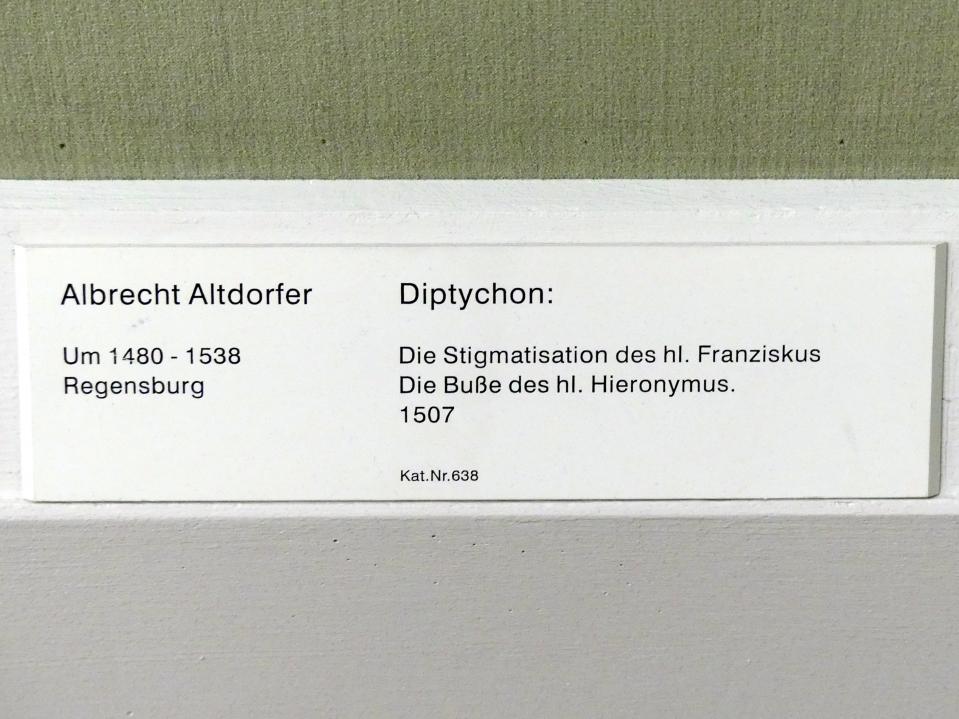 Albrecht Altdorfer
Um 1480 - 1538
Regensburg
Diptychon:
Die Stigmatisation des hl. Franziskus
Die Buße des hl. Hieronymus.
1507
Kat.Nr.638